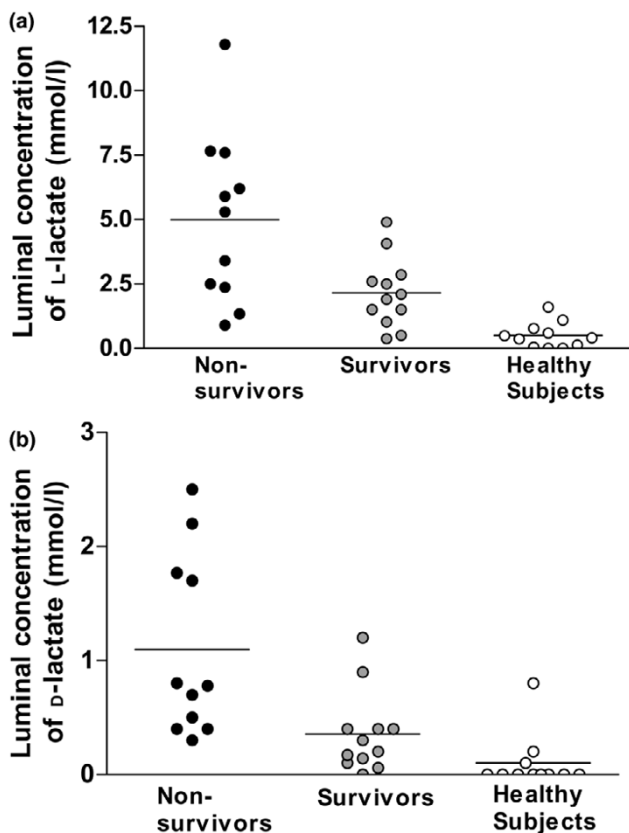 (a)
Luminal concentration
of L-lactate (mmol/l)
12.5
10.0
7.5
5.0
2.5
0.0
Non-
survivors
Survivors
Healthy
Subjects
(b)
Luminal concentration
of D-lactate (mmol/l)
3
2
1
0
Non-
survivors
Survivors
Healthy
Subjects